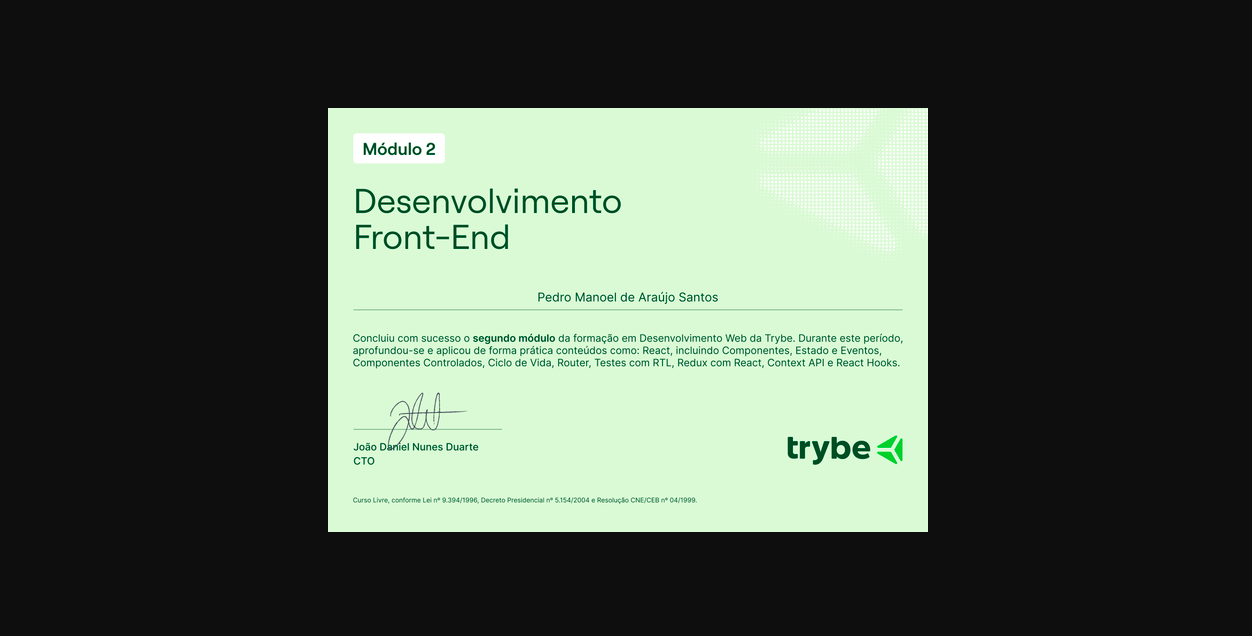 Módulo 2
Desenvolvimento
Front-End
Pedro Manoel de Araújo Santos
Concluiu com sucesso o segundo módulo da formação em Desenvolvimento Web da Trybe. Durante este período,
aprofundou-se e aplicou de forma prática conteúdos como: React, incluindo Componentes, Estado e Eventos,
Componentes Controlados, Ciclo de Vida, Router, Testes com RTL, Redux com React, Context API e React Hooks.
João Daniel Nunes Duarte
CTO
trybe
Curso Livre, conforme Lei nº 9.394/1996, Decreto Presidencial nº 5.154/2004 e Resolução CNE/CEB nº 04/1999.